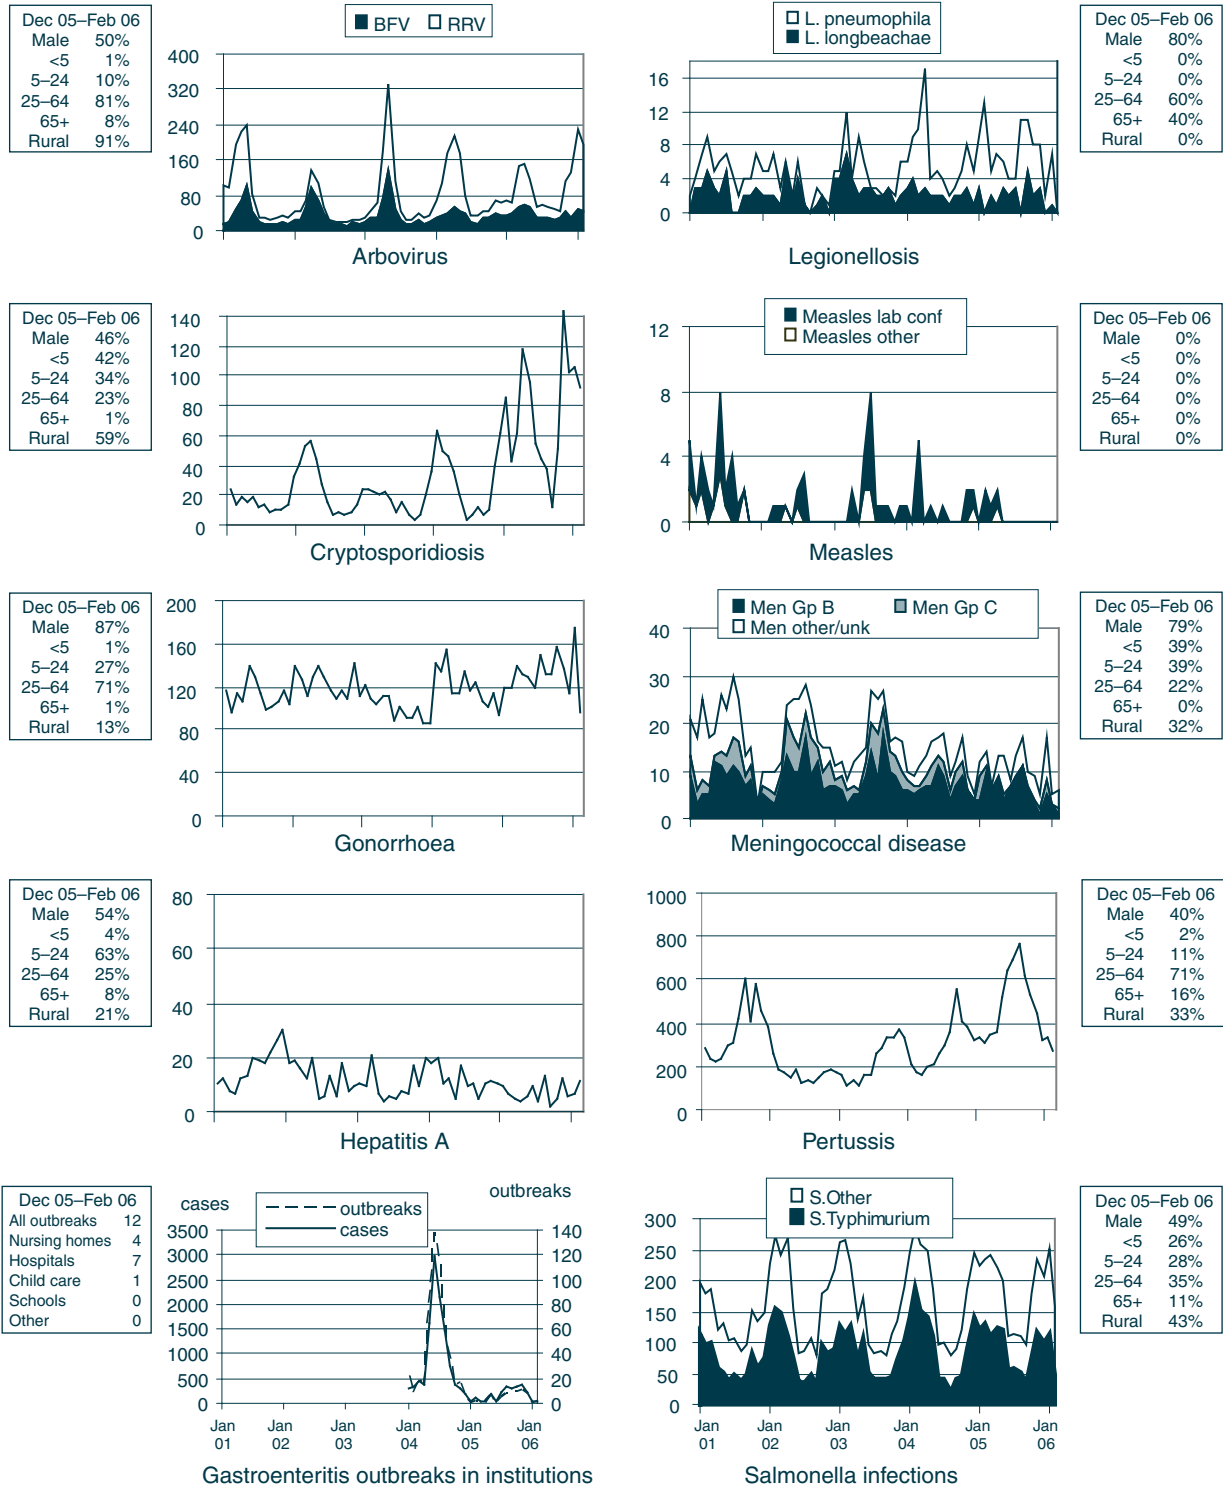 Dec 05–Feb 06
Male 50%
<5 1%
5–24 10%
25–64 81%
65+ 8%
Rural 91%
BFV RRV
400
320
240
160
80
0
Arbovirus
L. pneumophila
L. longbeachae
16
12
8
4
0
Legionellosis
Dec 05–Feb 06
Male 80%
<5 0%
5–24 0%
25–64 60%
65+ 40%
Rural 0%
Dec 05–Feb 06
Male 46%
<5 42%
5–24 34%
25–64 23%
65+ 1%
Rural 59%
140
120
100
80
60
40
20
0
Cryptosporidiosis
Measles lab conf
Measles other
12
8
4
0
Measles
Dec 05–Feb 06
Male 0%
<5 0%
5–24 0%
25–64 0%
65+ 0%
Rural 0%
Dec 05–Feb 06
Male 87%
<5 1%
5–24 27%
25–64 71%
65+ 1%
Rural 13%
200
160
120
80
40
0
Gonorrhoea
Men Gp B Men Gp C
Men other/unk
40
30
20
10
0
Meningococcal disease
Dec 05–Feb 06
Male 79%
<5 39%
5–24 39%
25–64 22%
65+ 0%
Rural 32%
Dec 05–Feb 06
Male 54%
<5 4%
5–24 63%
25–64 25%
65+ 8%
Rural 21%
80
60
40
20
0
Hepatitis A
1000
800
600
400
200
0
Pertussis
Dec 05–Feb 06
Male 40%
<5 2%
5–24 11%
25–64 71%
65+ 16%
Rural 33%
Dec 05–Feb 06
All outbreaks 12
Nursing homes 4
Hospitals 7
Child care 1
Schools 0
Other 0
cases
outbreaks
outbreaks
cases
3500
3000
2500
2000
1500
1000
500
0
140
120
100
80
60
40
20
0
Jan Jan Jan Jan Jan Jan
01 02 03 04 05 06
Gastroenteritis outbreaks in institutions
S.Other
S.Typhimurium
300
250
200
150
100
50
0
Jan Jan Jan Jan Jan Jan
01 02 03 04 05 06
Salmonella infections
Dec 05–Feb 06
Male 49%
<5 26%
5–24 28%
25–64 35%
65+ 11%
Rural 43%